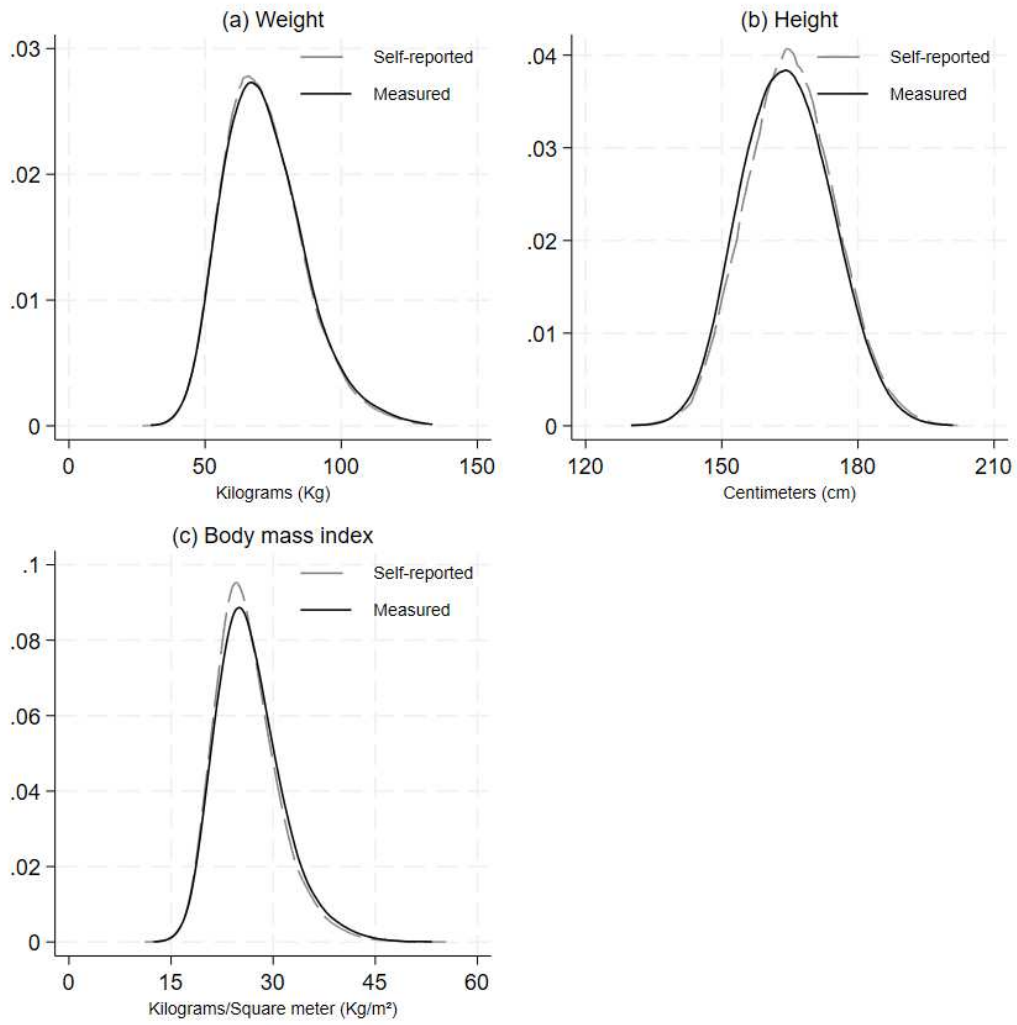 (a) Weight
.03
.02
.01
0
0 50 100 150
Kilograms (Kg)
Self-reported
Measured
(b) Height
.04
.03
.02
.01
0
120 150 180 210
Centimeters (cm)
Self-reported
Measured
(c) Body mass index
.1
.08
.06
.04
.02
0
0 15 30 45 60
Kilograms/Square meter (Kg/m²)
Self-reported
Measured